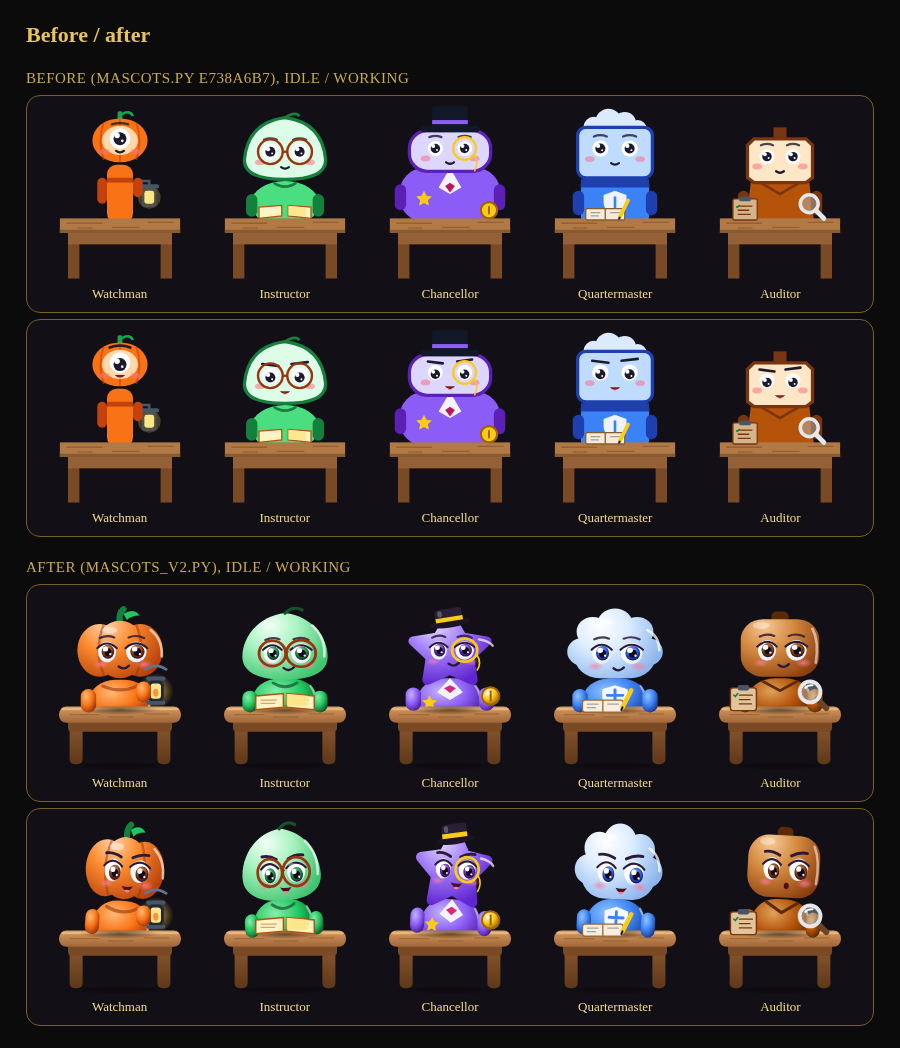 Before / after
BEFORE (MASCOTS.PY E738A6B7), IDLE / WORKING
Watchman Instructor Chancellor Quartermaster Auditor
Watchman Instructor Chancellor Quartermaster Auditor
AFTER (MASCOTS_V2.PY), IDLE / WORKING
Watchman Instructor Chancellor Quartermaster Auditor
Watchman Instructor Chancellor Quartermaster Auditor